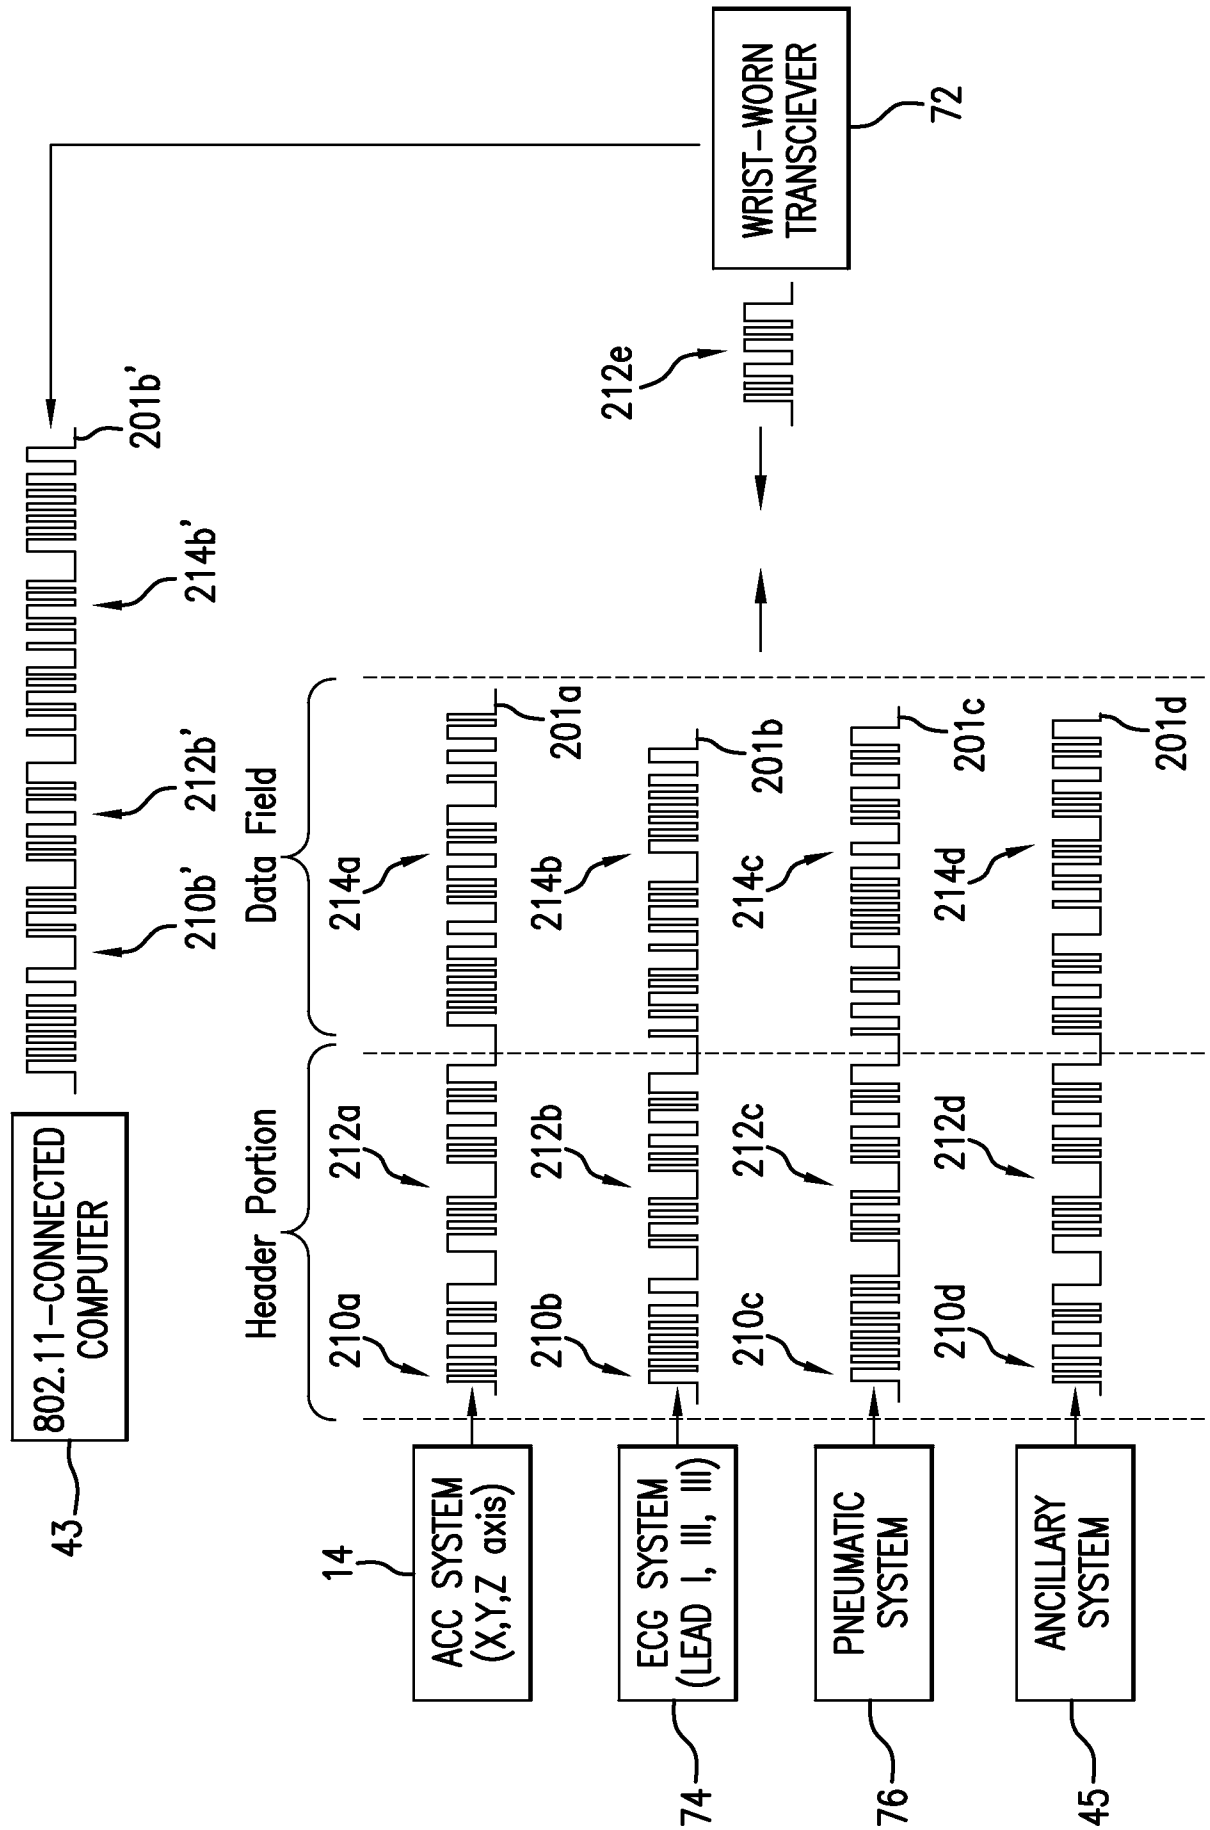 802.11-CONNECTED
COMPUTER
43
210b'
212b'
214b'
201b'
Header Portion
Data Field
ACC SYSTEM
(X,Y,Z axis)
14
210a
212a
214a
201a
ECG SYSTEM
(LEAD I, III, III)
74
210b
212b
214b
201b
PNEUMATIC
SYSTEM
76
210c
212c
214c
201c
ANCILLARY
SYSTEM
45
210d
212d
214d
201d
212e
WRIST-WORN
TRANSCIEVER
72